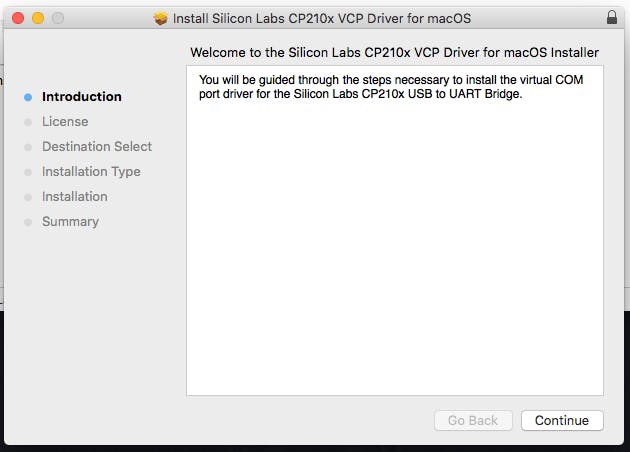 Install Silicon Labs CP210x VCP Driver for macOS
Welcome to the Silicon Labs CP210x VCP Driver for macOS Installer
You will be guided through the steps necessary to install the virtual COM
port driver for the Silicon Labs CP210x USB to UART Bridge.
Introduction
License
Destination Select
Installation Type
Installation
Summary
Go Back
Continue